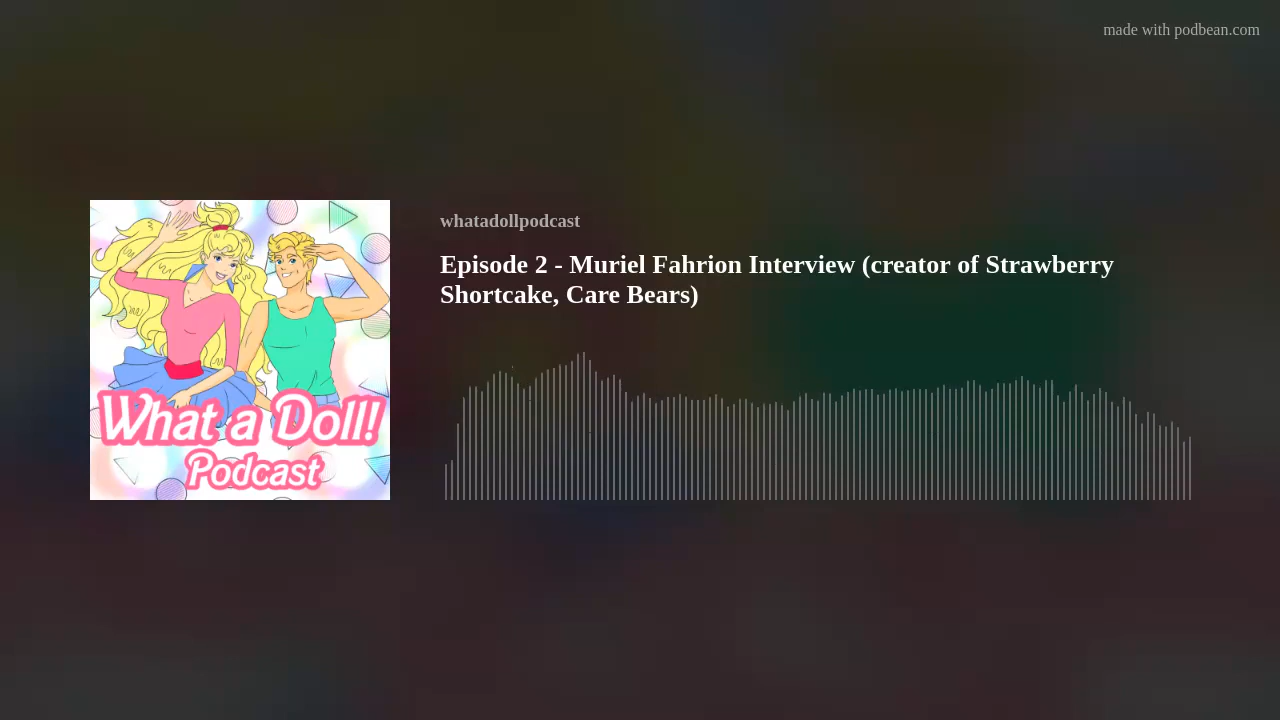 made with podbean.com
whatadollpodcast
Episode 2 - Muriel Fahrion Interview (creator of Strawberry
Shortcake, Care Bears)
What a Doll!
Podcast